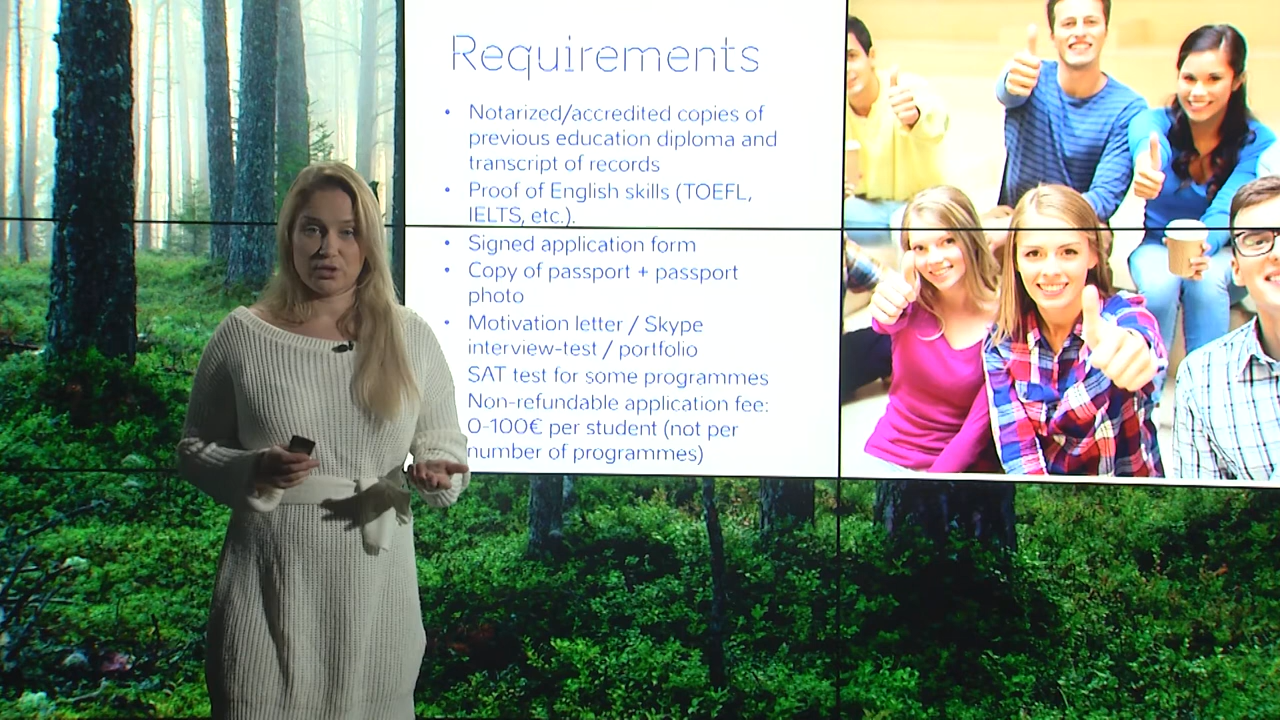 Requirements
• Notarized/accredited copies of
previous education diploma and
transcript of records
• Proof of English skills (TOEFL,
IELTS, etc.).
• Signed application form
• Copy of passport + passport
photo
• Motivation letter / Skype
interview-test / portfolio
SAT test for some programmes
Non-refundable application fee:
0-100€ per student (not per
number of programmes)